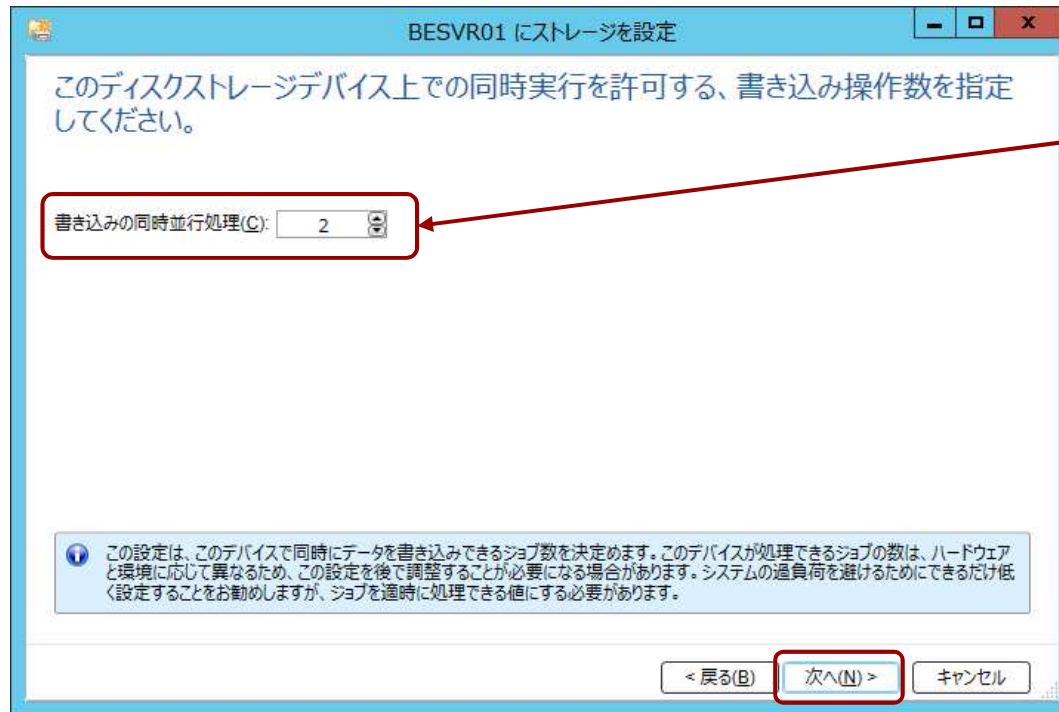 BESVR01 にストレージを設定
このディスクストレージデバイス上での同時実行を許可する、書き込み操作数を指定
してください。
書き込みの同時並行処理(C): 2
この設定は、このデバイスで同時にデータを書き込みできるジョブ数を決定めます。このデバイスが処理できるジョブの数は、ハードウェア
と環境に応じて異なるため、この設定を後で調整することが必要になる場合があります。システムの過負荷を避けるためにできるだけ低
く設定することをお勧めしますが、ジョブを適時に処理できる値にする必要があります。
< 戻る(B) 次へ(N) > キャンセル